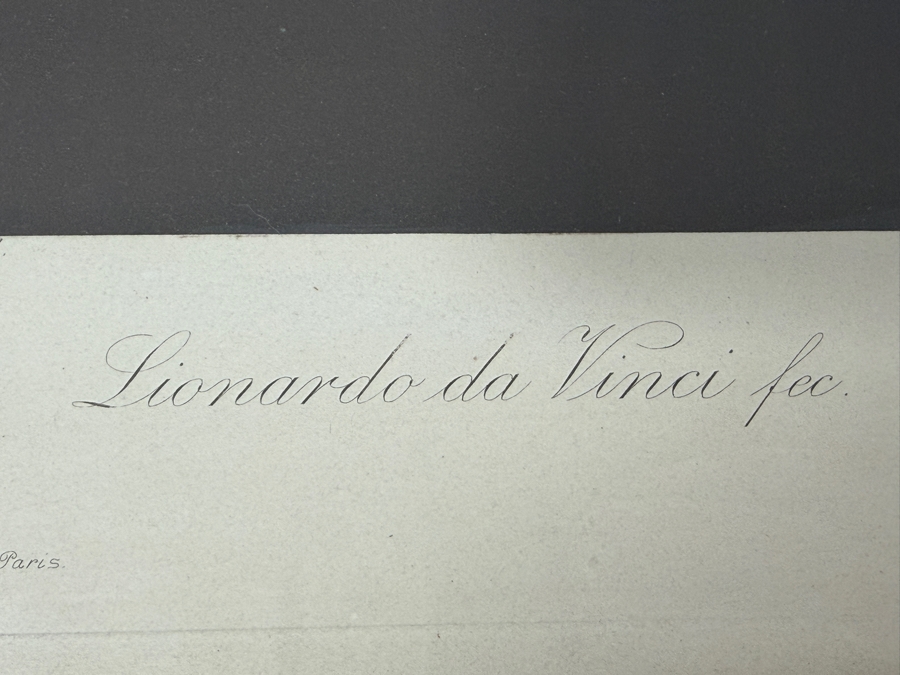 Lionardo da Vinci fec.
Paris.